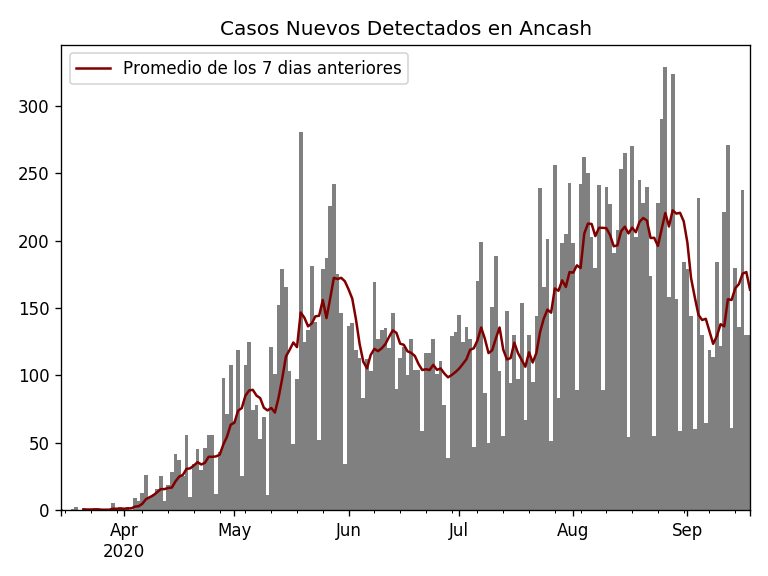 Casos Nuevos Detectados en Ancash
Promedio de los 7 dias anteriores
300
250
200
150
100
50
0
Apr
2020
May
Jun
Jul
Aug
Sep